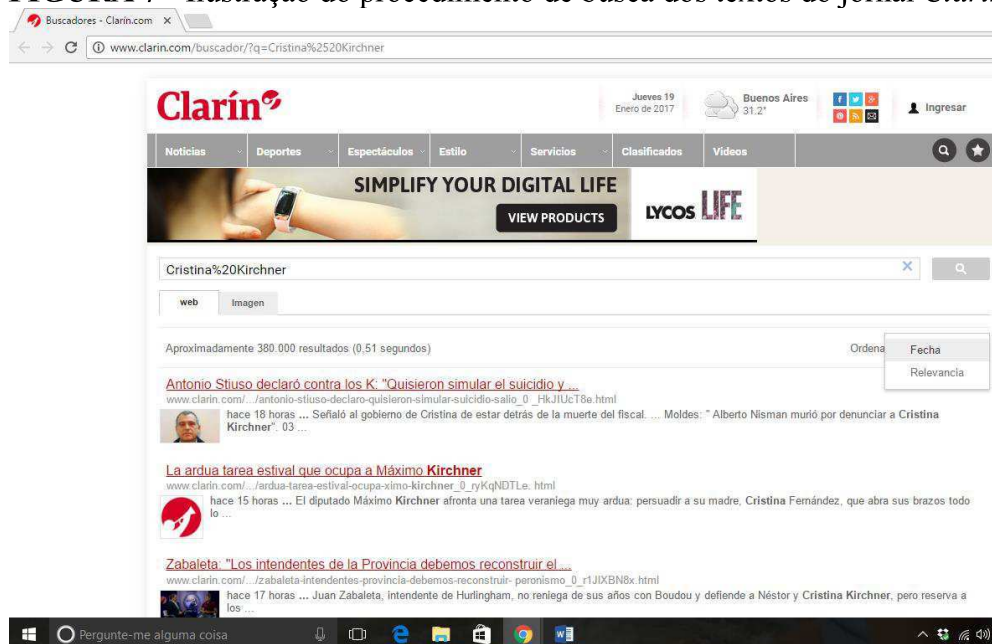 FIGURA 7 - Ilustração do procedimento de busca dos textos do jornal Clarín
Buscadores - Clarín.com
www.clarin.com/buscador/?q=Cristina%2520Kirchner
Clarín
Jueves 19
Enero de 2017
Buenos Aires
31.2°
Ingresar
Noticias Deportes Espectáculos Estilo Servicios Clasificados Videos
SIMPLIFY YOUR DIGITAL LIFE
VIEW PRODUCTS
LYCOS LIFE
Cristina%20Kirchner
web Imagen
Aproximadamente 380.000 resultados (0,51 segundos)
Ordena
Fecha
Relevancia
Antonio Stiuso declaró contra los K: "Quisieron simular el suicidio y ...
www.clarin.com/.../antonio-stiuso-declaro-quisieron-simular-sulcidio-salio_0 _HkJIUcT8e.html
hace 18 horas ... Señaló al gobierno de Cristina de estar detrás de la muerte del fiscal. ... Moldes: " Alberto Nisman murió por denunciar a Cristina
Kirchner". 03 ...
La ardua tarea estival que ocupa a Máximo Kirchner
www.clarin.com/.../ardua-tarea-estival-ocupa-ximo-kirchner_0_ryKqNDTLe. html
hace 15 horas ... El diputado Máximo Kirchner afronta una tarea veraniega muy ardua: persuadir a su madre, Cristina Fernández, que abra sus brazos todo
lo ...
Zabaleta: "Los intendentes de la Provincia debemos reconstruir el ...
www.clarin.com/.../zabaleta-intendentes-provincia-debemos-reconstruir- peronismo_0_r1JIXBN8x.html
hace 17 horas ... Juan Zabaleta, intendente de Hurlingham, no reniega de sus años con Boudou y defiende a Néstor y Cristina Kirchner, pero reserva a
los ...
Pergunte-me alguma coisa